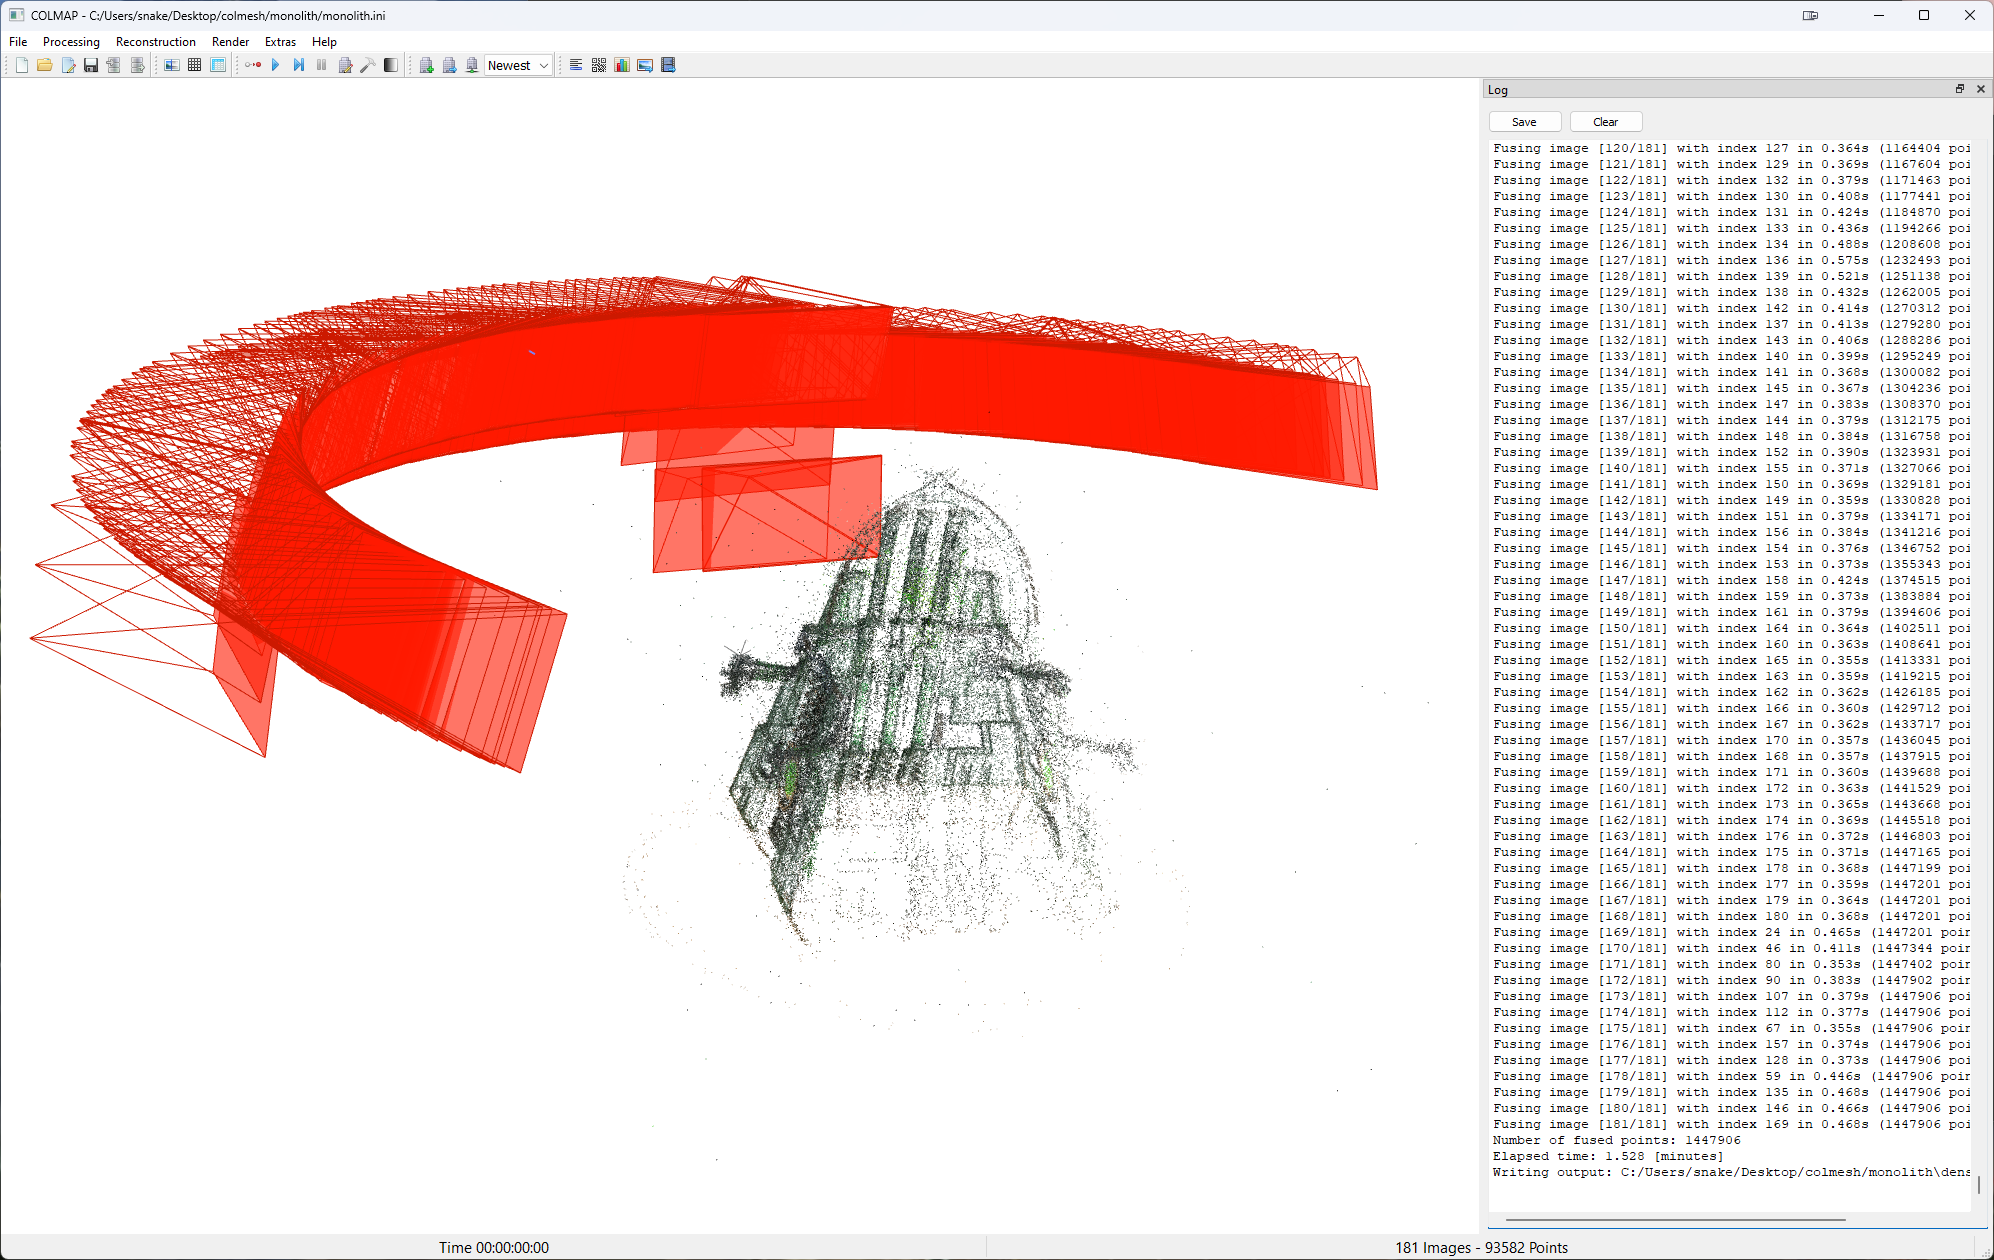 COLMAP - C:/Users/snake/Desktop/colmesh/monolith/monolith.ini
File Processing Reconstruction Render Extras Help
Newest
Log
Save Clear
Fusing image [120/181] with index 127 in 0.364s (1164404 poi
Fusing image [121/181] with index 129 in 0.369s (1167604 poi
Fusing image [122/181] with index 132 in 0.379s (1171463 poi
Fusing image [123/181] with index 130 in 0.408s (1177441 poi
Fusing image [124/181] with index 131 in 0.424s (1184870 poi
Fusing image [125/181] with index 133 in 0.436s (1194266 poi
Fusing image [126/181] with index 134 in 0.488s (1208608 poi
Fusing image [127/181] with index 136 in 0.575s (1232493 poi
Fusing image [128/181] with index 139 in 0.521s (1251138 poi
Fusing image [129/181] with index 138 in 0.432s (1262005 poi
Fusing image [130/181] with index 142 in 0.414s (1270312 poi
Fusing image [131/181] with index 137 in 0.413s (1279280 poi
Fusing image [132/181] with index 143 in 0.406s (1288286 poi
Fusing image [133/181] with index 140 in 0.399s (1295249 poi
Fusing image [134/181] with index 141 in 0.368s (1300082 poi
Fusing image [135/181] with index 145 in 0.367s (1304236 poi
Fusing image [136/181] with index 147 in 0.383s (1308370 poi
Fusing image [137/181] with index 144 in 0.379s (1312175 poi
Fusing image [138/181] with index 148 in 0.384s (1316758 poi
Fusing image [139/181] with index 152 in 0.390s (1323931 poi
Fusing image [140/181] with index 155 in 0.371s (1327066 poi
Fusing image [141/181] with index 150 in 0.369s (1329181 poi
Fusing image [142/181] with index 149 in 0.359s (1330828 poi
Fusing image [143/181] with index 151 in 0.379s (1334171 poi
Fusing image [144/181] with index 156 in 0.384s (1341216 poi
Fusing image [145/181] with index 154 in 0.376s (1346752 poi
Fusing image [146/181] with index 153 in 0.373s (1355343 poi
Fusing image [147/181] with index 158 in 0.424s (1374515 poi
Fusing image [148/181] with index 159 in 0.373s (1383884 poi
Fusing image [149/181] with index 161 in 0.379s (1394606 poi
Fusing image [150/181] with index 164 in 0.364s (1402511 poi
Fusing image [151/181] with index 160 in 0.363s (1408641 poi
Fusing image [152/181] with index 165 in 0.355s (1413331 poi
Fusing image [153/181] with index 163 in 0.359s (1419215 poi
Fusing image [154/181] with index 162 in 0.362s (1426185 poi
Fusing image [155/181] with index 166 in 0.360s (1429712 poi
Fusing image [156/181] with index 167 in 0.362s (1433717 poi
Fusing image [157/181] with index 170 in 0.357s (1436045 poi
Fusing image [158/181] with index 168 in 0.357s (1437915 poi
Fusing image [159/181] with index 171 in 0.360s (1439688 poi
Fusing image [160/181] with index 172 in 0.363s (1441529 poi
Fusing image [161/181] with index 173 in 0.365s (1443668 poi
Fusing image [162/181] with index 174 in 0.369s (1445518 poi
Fusing image [163/181] with index 176 in 0.372s (1446803 poi
Fusing image [164/181] with index 175 in 0.371s (1447165 poi
Fusing image [165/181] with index 178 in 0.368s (1447199 poi
Fusing image [166/181] with index 177 in 0.359s (1447201 poi
Fusing image [167/181] with index 179 in 0.364s (1447201 poi
Fusing image [168/181] with index 180 in 0.368s (1447201 poi
Fusing image [169/181] with index 24 in 0.465s (1447201 poin
Fusing image [170/181] with index 46 in 0.411s (1447344 poin
Fusing image [171/181] with index 80 in 0.353s (1447402 poin
Fusing image [172/181] with index 90 in 0.383s (1447902 poin
Fusing image [173/181] with index 107 in 0.379s (1447906 poi
Fusing image [174/181] with index 112 in 0.377s (1447906 poi
Fusing image [175/181] with index 67 in 0.355s (1447906 poin
Fusing image [176/181] with index 157 in 0.374s (1447906 poi
Fusing image [177/181] with index 128 in 0.373s (1447906 poi
Fusing image [178/181] with index 59 in 0.446s (1447906 poin
Fusing image [179/181] with index 135 in 0.468s (1447906 poi
Fusing image [180/181] with index 146 in 0.466s (1447906 poi
Fusing image [181/181] with index 169 in 0.468s (1447906 poi
Number of fused points: 1447906
Elapsed time: 1.528 [minutes]
Writing output: C:/Users/snake/Desktop/colmesh/monolith\dens
Time 00:00:00:00
181 Images - 93582 Points